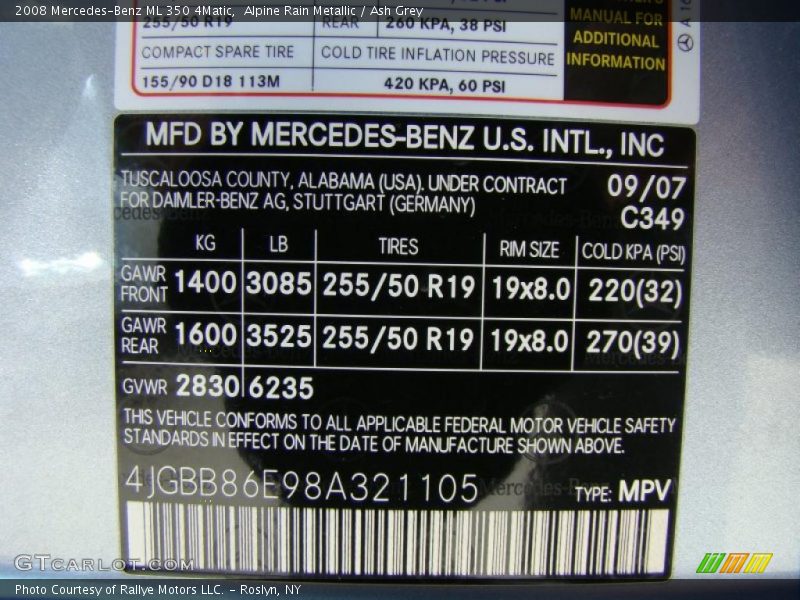 2008 Mercedes-Benz ML 350 4Matic, Alpine Rain Metallic / Ash Grey
255/50 R19 REAR 260 KPA, 38 PSI
COMPACT SPARE TIRE COLD TIRE INFLATION PRESSURE
155/90 D18 113M 420 KPA, 60 PSI
MANUAL FOR
ADDITIONAL
INFORMATION
MFD BY MERCEDES-BENZ U.S. INTL., INC
TUSCALOOSA COUNTY, ALABAMA (USA). UNDER CONTRACT 09/07
FOR DAIMLER-BENZ AG, STUTTGART (GERMANY) C349
KG LB TIRES RIM SIZE COLD KPA (PSI)
GAWR FRONT 1400 3085 255/50 R19 19x8.0 220(32)
GAWR REAR 1600 3525 255/50 R19 19x8.0 270(39)
GVWR 2830 6235
THIS VEHICLE CONFORMS TO ALL APPLICABLE FEDERAL MOTOR VEHICLE SAFETY
STANDARDS IN EFFECT ON THE DATE OF MANUFACTURE SHOWN ABOVE.
4JGBB86E98A321105 TYPE: MPV
GTCARLOT.COM
Photo Courtesy of Rallye Motors LLC. - Roslyn, NY